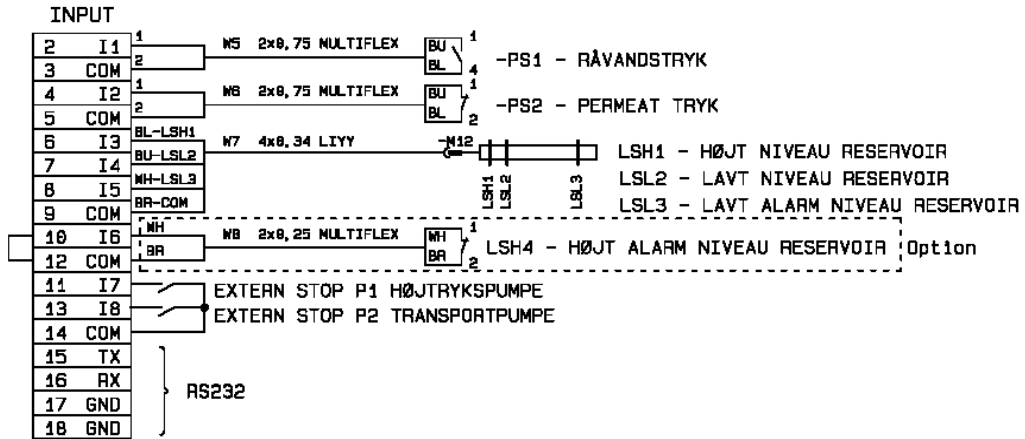 INPUT
2 I1 1 W5 2x0,75 MULTIFLEX BU 1
3 COM 2 BL 4 -PS1 - RÅVANDSTRYK
4 I2 1 W6 2x0,75 MULTIFLEX BU 1
5 COM 2 BL 2 -PS2 - PERMEAT TRYK
6 I3 BL-LSH1 W7 4x0,34 LIYY -M12 LSH1 - HØJT NIVEAU RESERVOIR
7 I4 BU-LSL2 LSL2 - LAVT NIVEAU RESERVOIR
8 I5 WH-LSL3 LSH1 LSL2 LSL3 LSL3 - LAVT ALARM NIVEAU RESERVOIR
9 COM BR-COM
10 I6 WH W8 2x0,25 MULTIFLEX WH 1
12 COM BR BR 2 LSH4 - HØJT ALARM NIVEAU RESERVOIR Option
11 I7 EXTERN STOP P1 HØJTRYKSPUMPE
13 I8 EXTERN STOP P2 TRANSPORTPUMPE
14 COM
15 TX
16 RX RS232
17 GND
18 GND